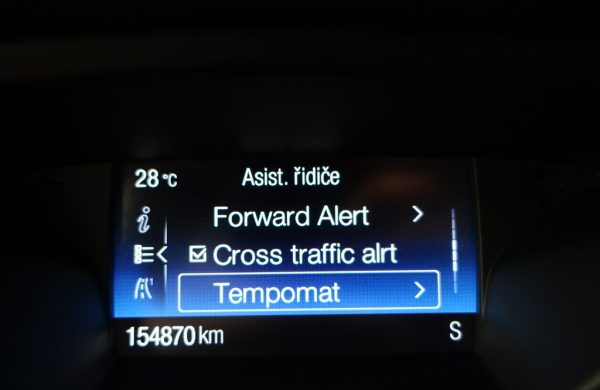 28 °C Asist. řidiče
Forward Alert >
Cross traffic alrt
Tempomat >
154870 km S